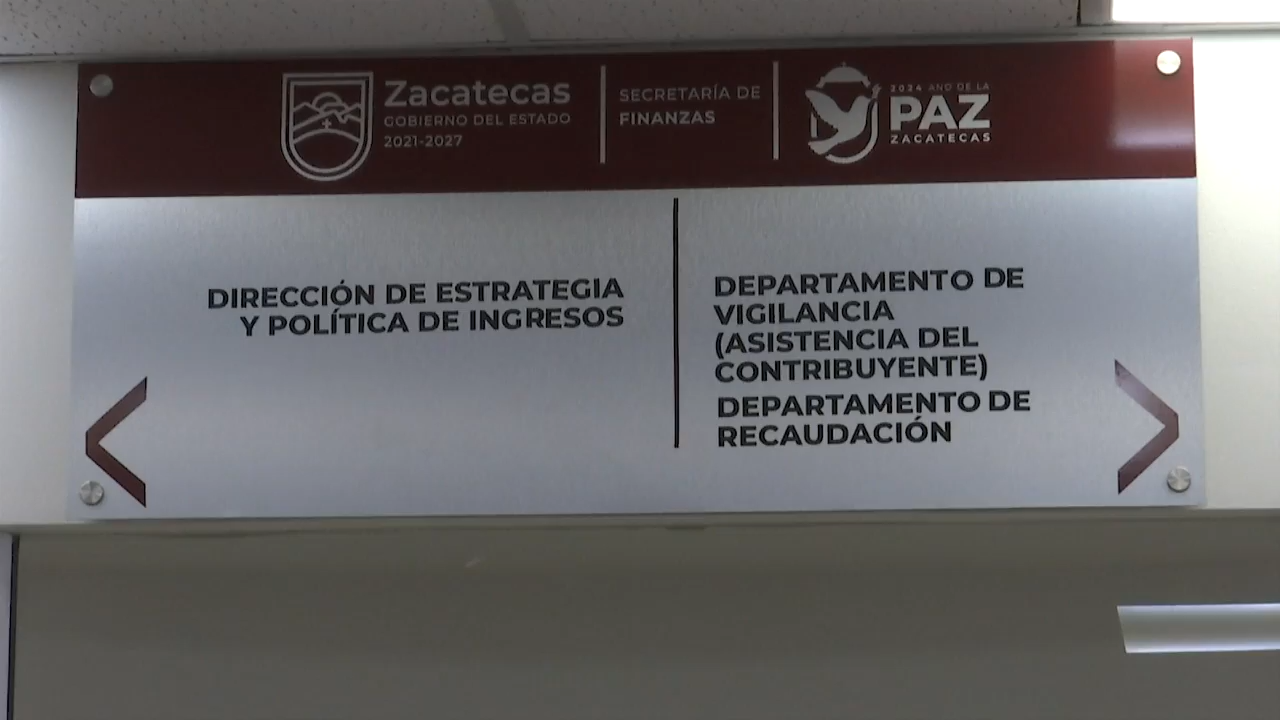 Zacatecas
GOBIERNO DEL ESTADO
2021-2027
SECRETARÍA DE
FINANZAS
2024 AÑO DE LA
PAZ
ZACATECAS
DIRECCIÓN DE ESTRATEGIA
Y POLÍTICA DE INGRESOS
DEPARTAMENTO DE
VIGILANCIA
(ASISTENCIA DEL
CONTRIBUYENTE)
DEPARTAMENTO DE
RECAUDACIÓN